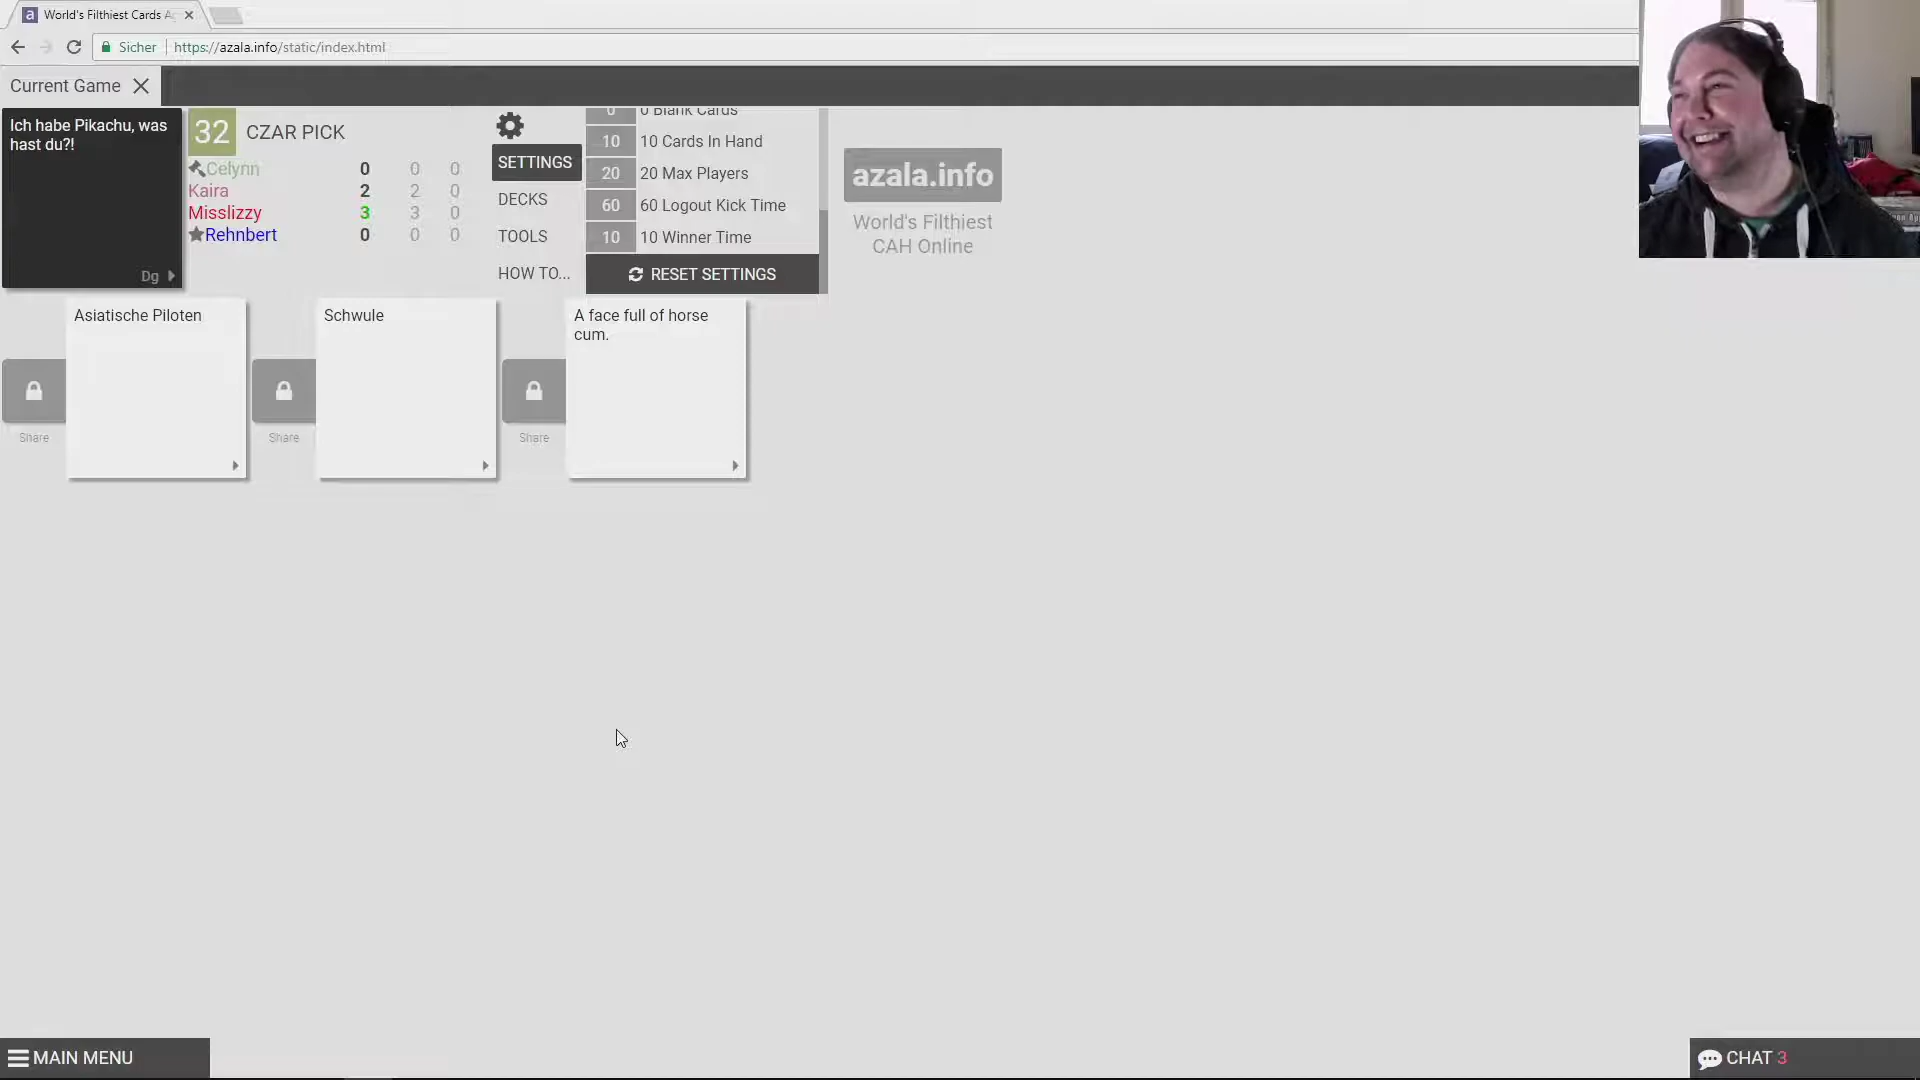 World's Filthiest Cards A
Sicher
https://azala.info/static/index.html
Current Game
Ich habe Pikachu, was
hast du?!
Dg
32 CZAR PICK
Celynn 0 0 0
Kaira 2 2 0
Misslizzy 3 3 0
Rehnbert 0 0 0
SETTINGS
DECKS
TOOLS
HOW TO...
0 0 Blank Cards
10 10 Cards In Hand
20 20 Max Players
60 60 Logout Kick Time
10 10 Winner Time
RESET SETTINGS
azala.info
World's Filthiest
CAH Online
Share
Asiatische Piloten
Share
Schwule
Share
A face full of horse
cum.
MAIN MENU
CHAT 3